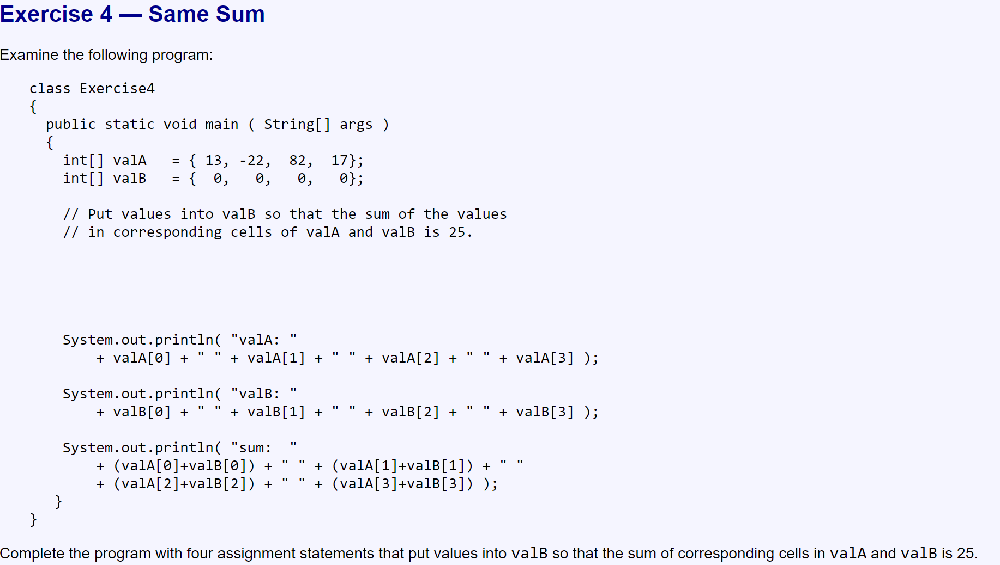 Exercise 4 — Same Sum
Examine the following program:
class Exercise4
{
  public static void main ( String[] args )
  {
    int[] valA   = { 13, -22,  82,  17};
    int[] valB   = {  0,   0,   0,   0};
    // Put values into valB so that the sum of the values
    // in corresponding cells of valA and valB is 25.
    System.out.println( "valA: "
        + valA[0] + " " + valA[1] + " " + valA[2] + " " + valA[3] );
    System.out.println( "valB: "
        + valB[0] + " " + valB[1] + " " + valB[2] + " " + valB[3] );
    System.out.println( "sum:  "
        + (valA[0]+valB[0]) + " " + (valA[1]+valB[1]) + " "
        + (valA[2]+valB[2]) + " " + (valA[3]+valB[3]) );
   }
}
Complete the program with four assignment statements that put values into valB so that the sum of corresponding cells in valA and valB is 25.